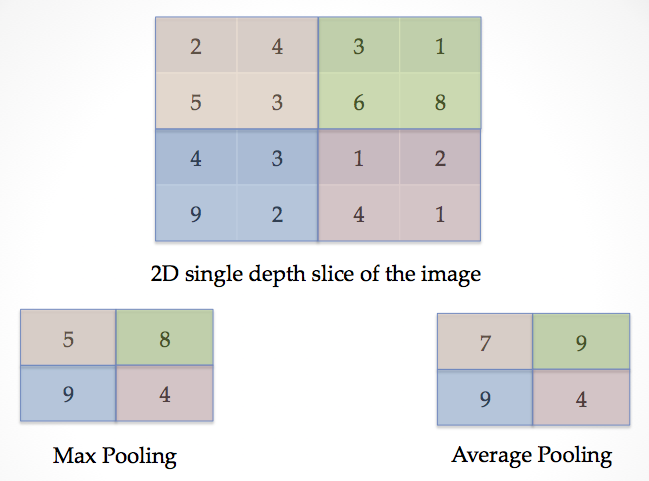 2 4 3 1
5 3 6 8
4 3 1 2
9 2 4 1
2D single depth slice of the image
5 8
9 4
Max Pooling
7 9
9 4
Average Pooling